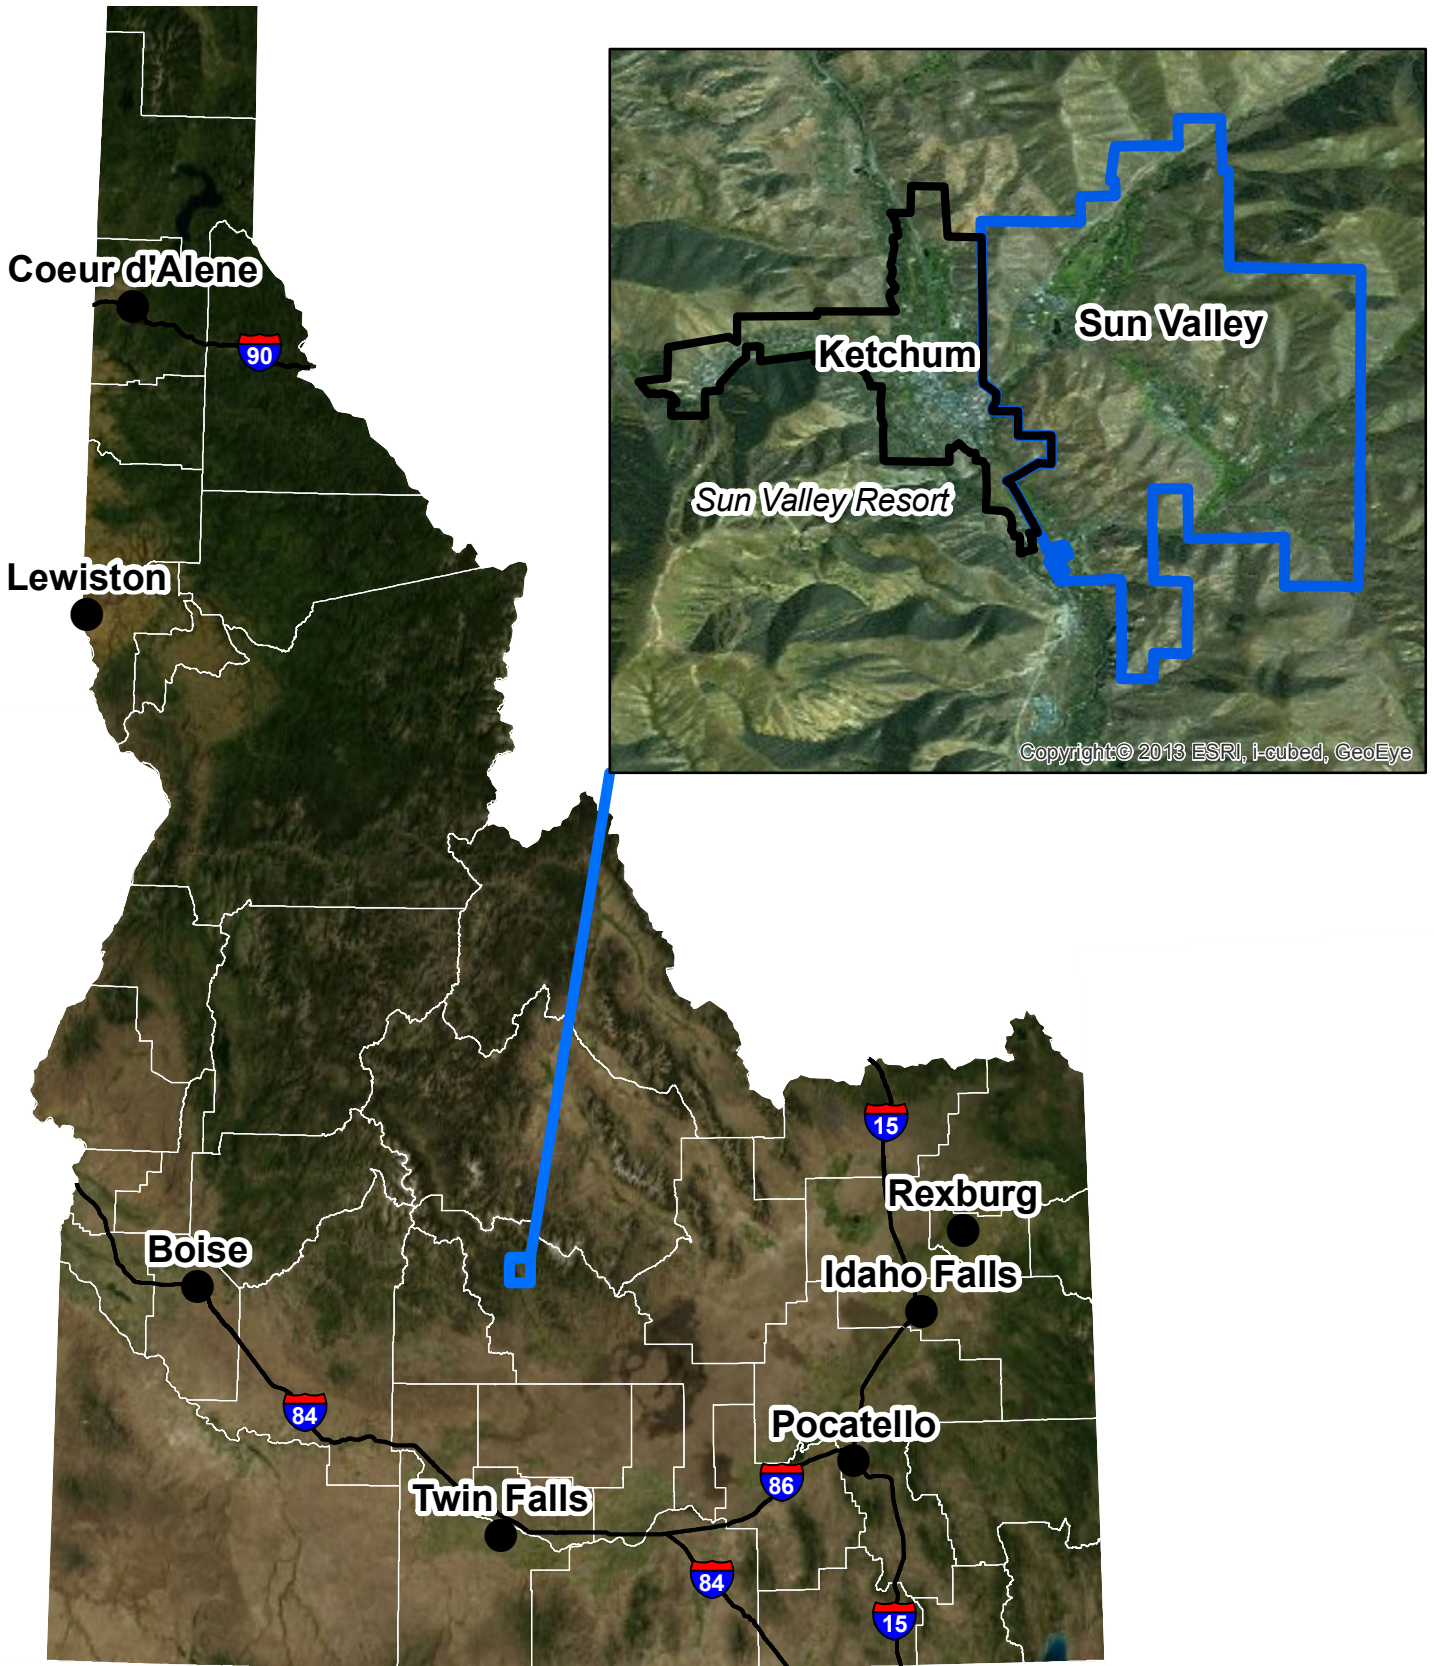 Coeur d'Alene
90
Sun Valley
Ketchum
Sun Valley Resort
Lewiston
Copyright:© 2013 ESRI, i-cubed, GeoEye
15
Rexburg
Boise
Idaho Falls
84
Pocatello
86
Twin Falls
84
15